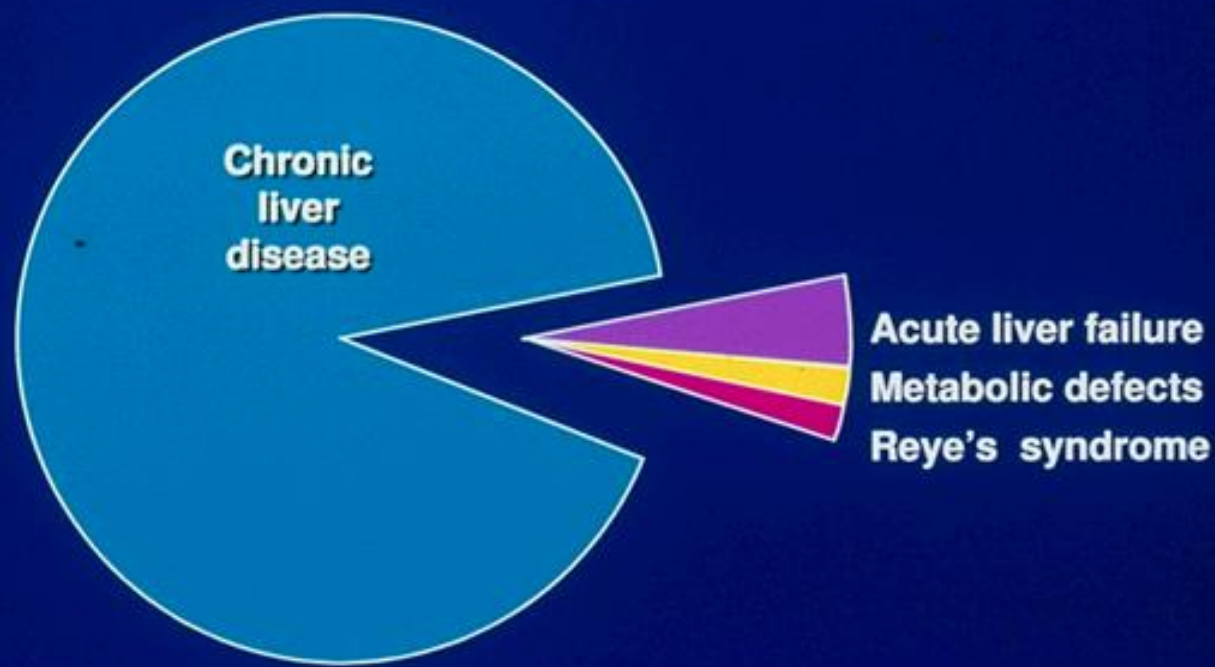 Chronic
liver
disease
Acute liver failure
Metabolic defects
Reye's syndrome